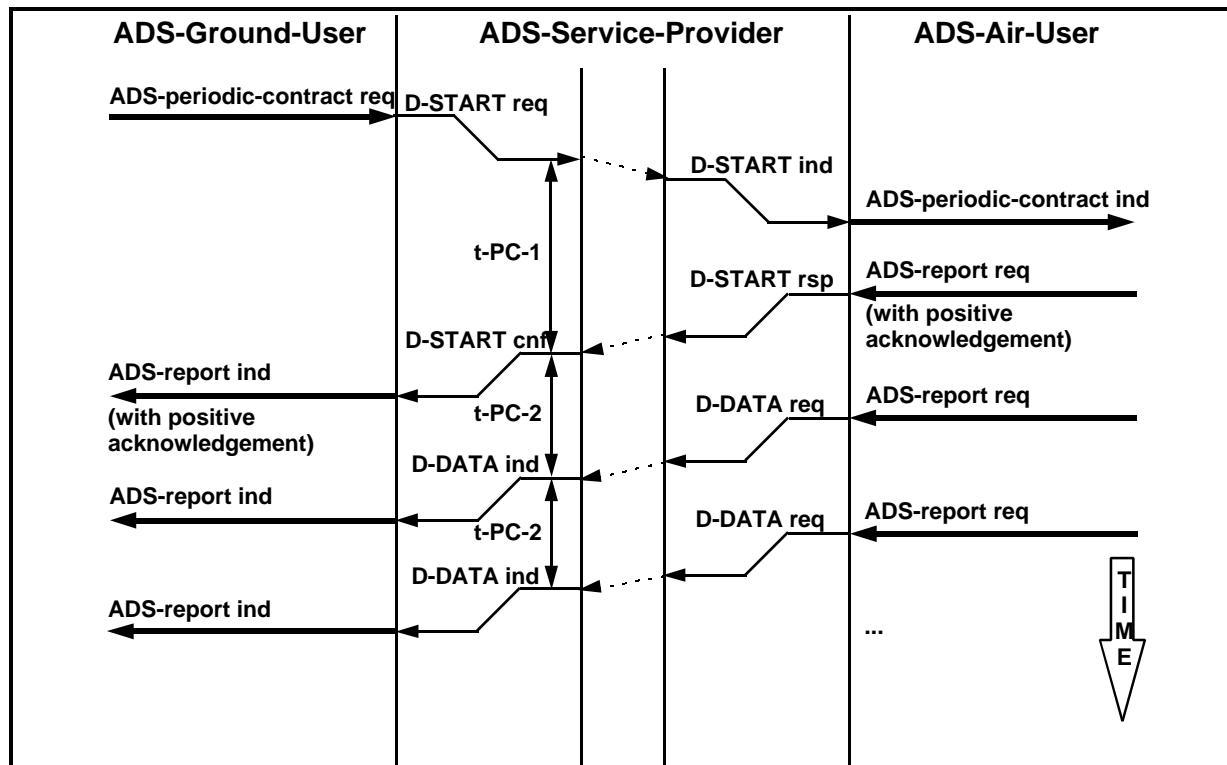 ADS-Ground-User
ADS-Service-Provider
ADS-Air-User
ADS-periodic-contract req
D-START req
D-START ind
ADS-periodic-contract ind
t-PC-1
D-START rsp
ADS-report req
(with positive
acknowledgement)
D-START cnf
ADS-report ind
(with positive
acknowledgement)
t-PC-2
D-DATA req
ADS-report req
D-DATA ind
ADS-report ind
t-PC-2
D-DATA req
ADS-report req
D-DATA ind
ADS-report ind
...
TIME